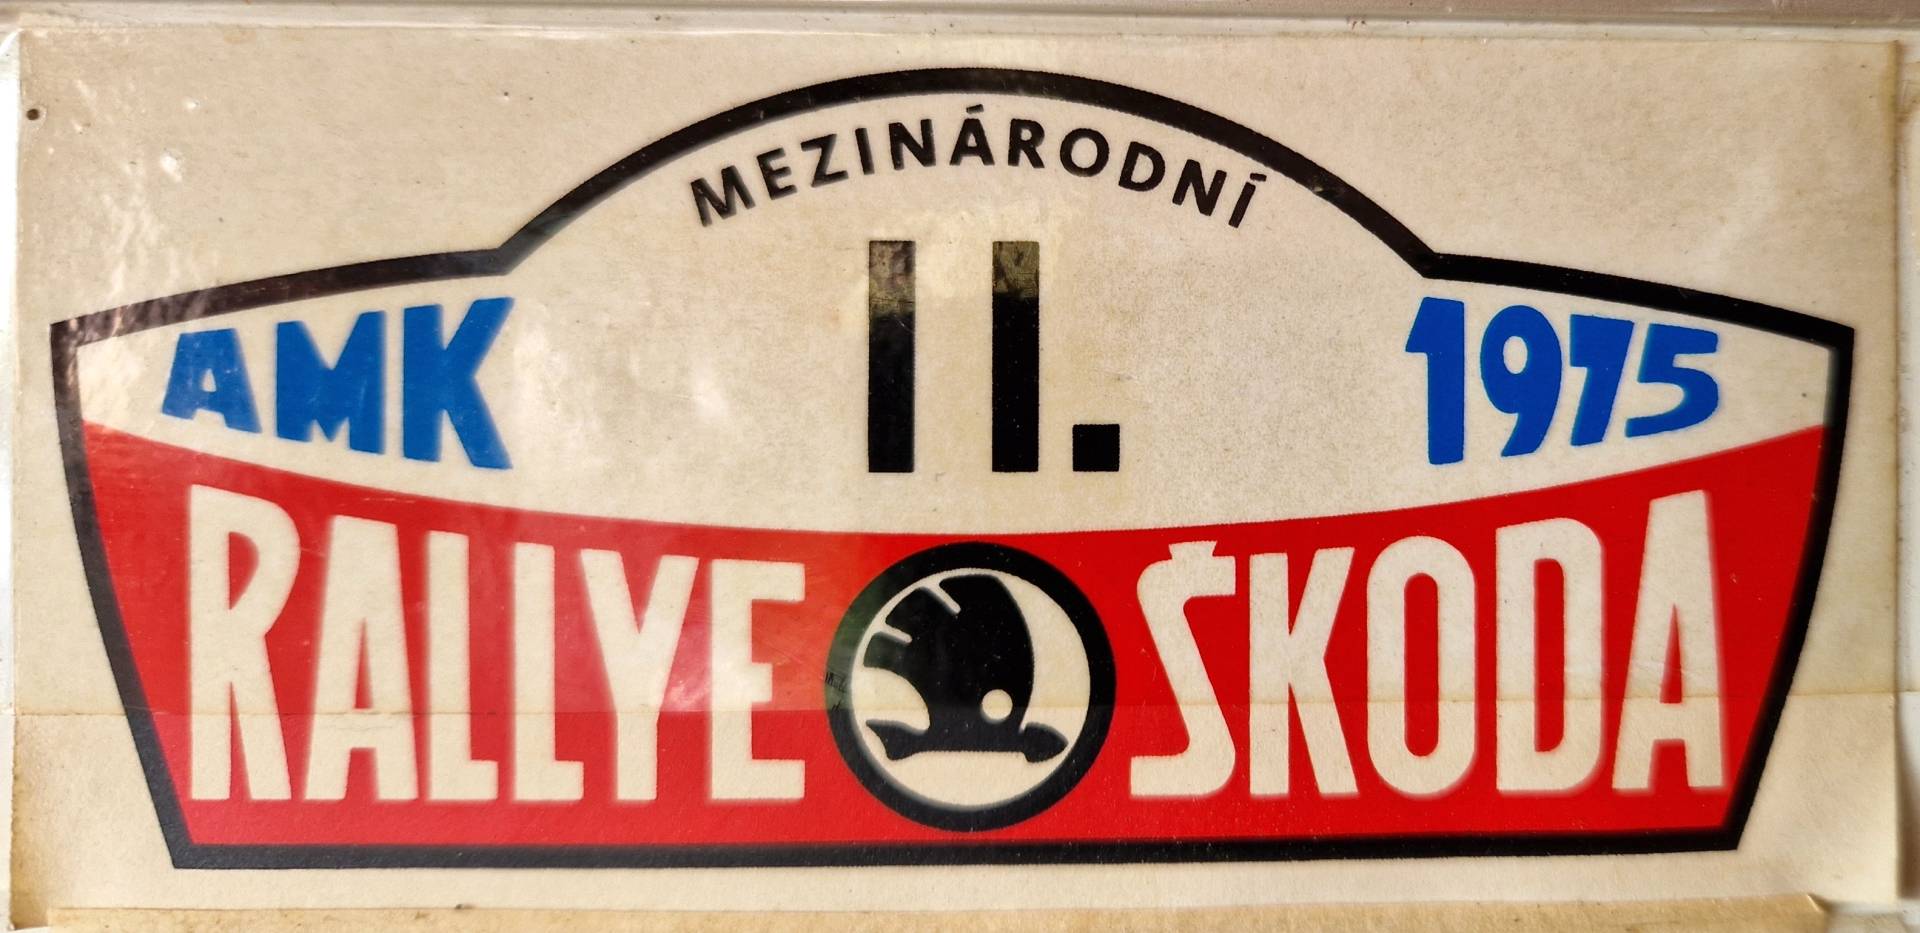 MEZINÁRODNÍ
AMK II. 1975
RALLYE ŠKODA